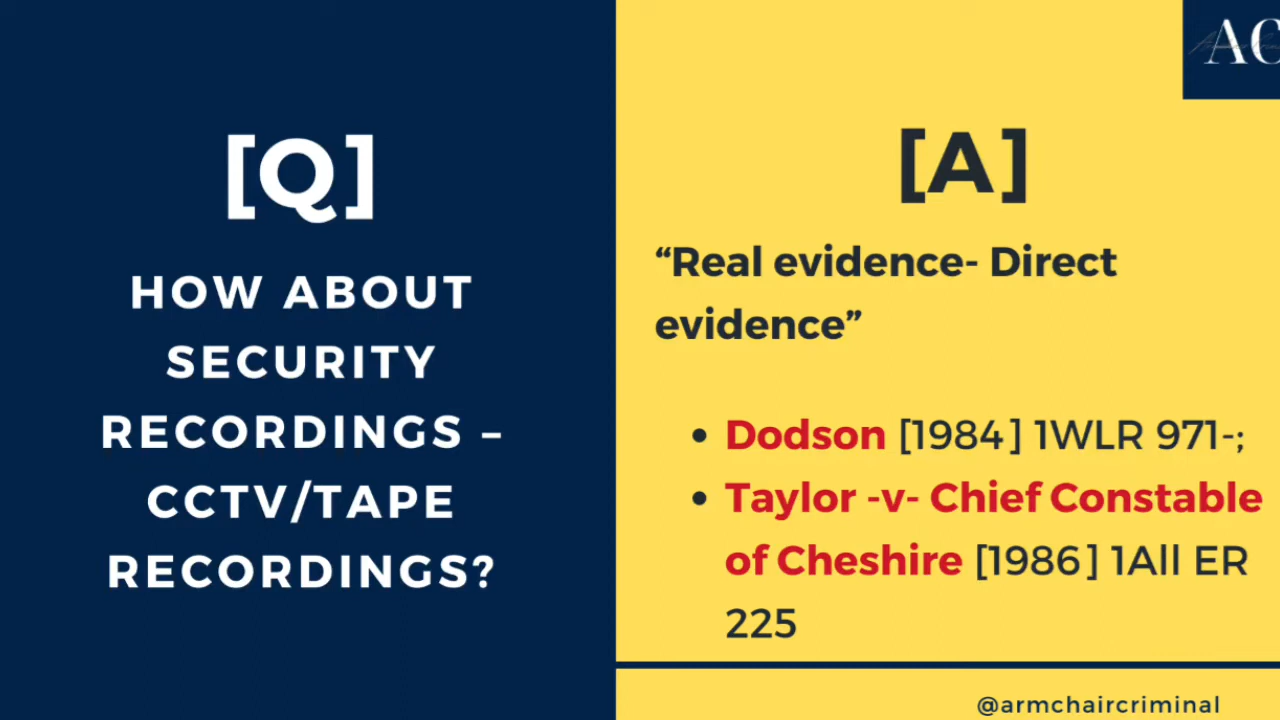 [Q]
HOW ABOUT
SECURITY
RECORDINGS –
CCTV/TAPE
RECORDINGS?
AC
[A]
“Real evidence- Direct
evidence”
• Dodson [1984] 1WLR 971-;
• Taylor -v- Chief Constable
of Cheshire [1986] 1All ER
225
@armchaircriminal